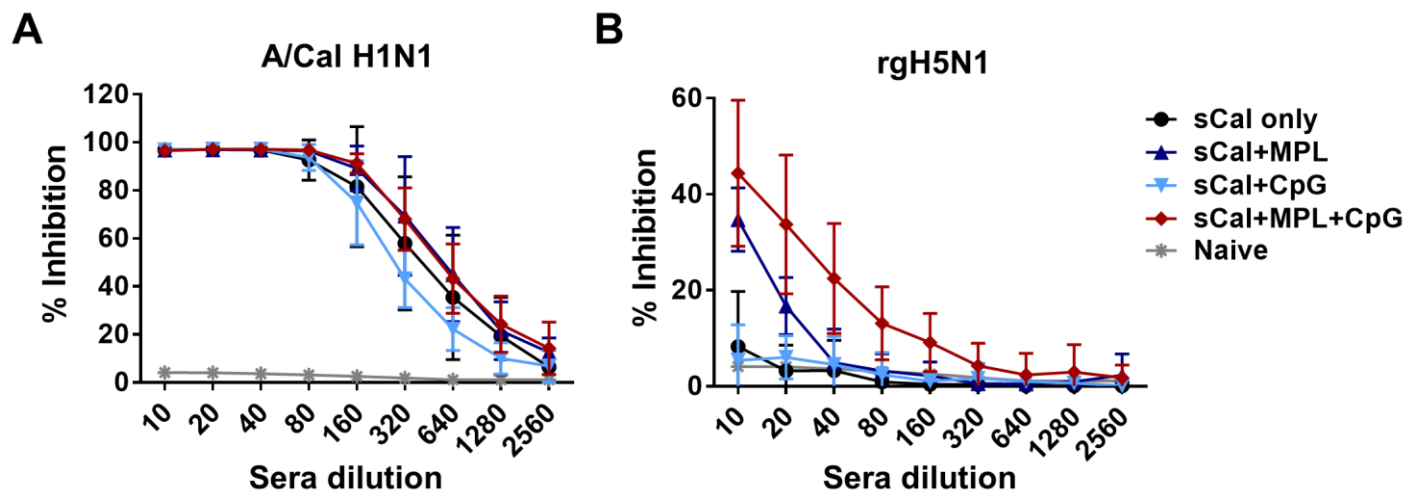 A
A/Cal H1N1
% Inhibition
120
100
80
60
40
20
0
10 20 40 80 160 320 640 1280 2560
Sera dilution
B
rgH5N1
% Inhibition
60
40
20
0
10 20 40 80 160 320 640 1280 2560
Sera dilution
sCal only
sCal+MPL
sCal+CpG
sCal+MPL+CpG
Naive